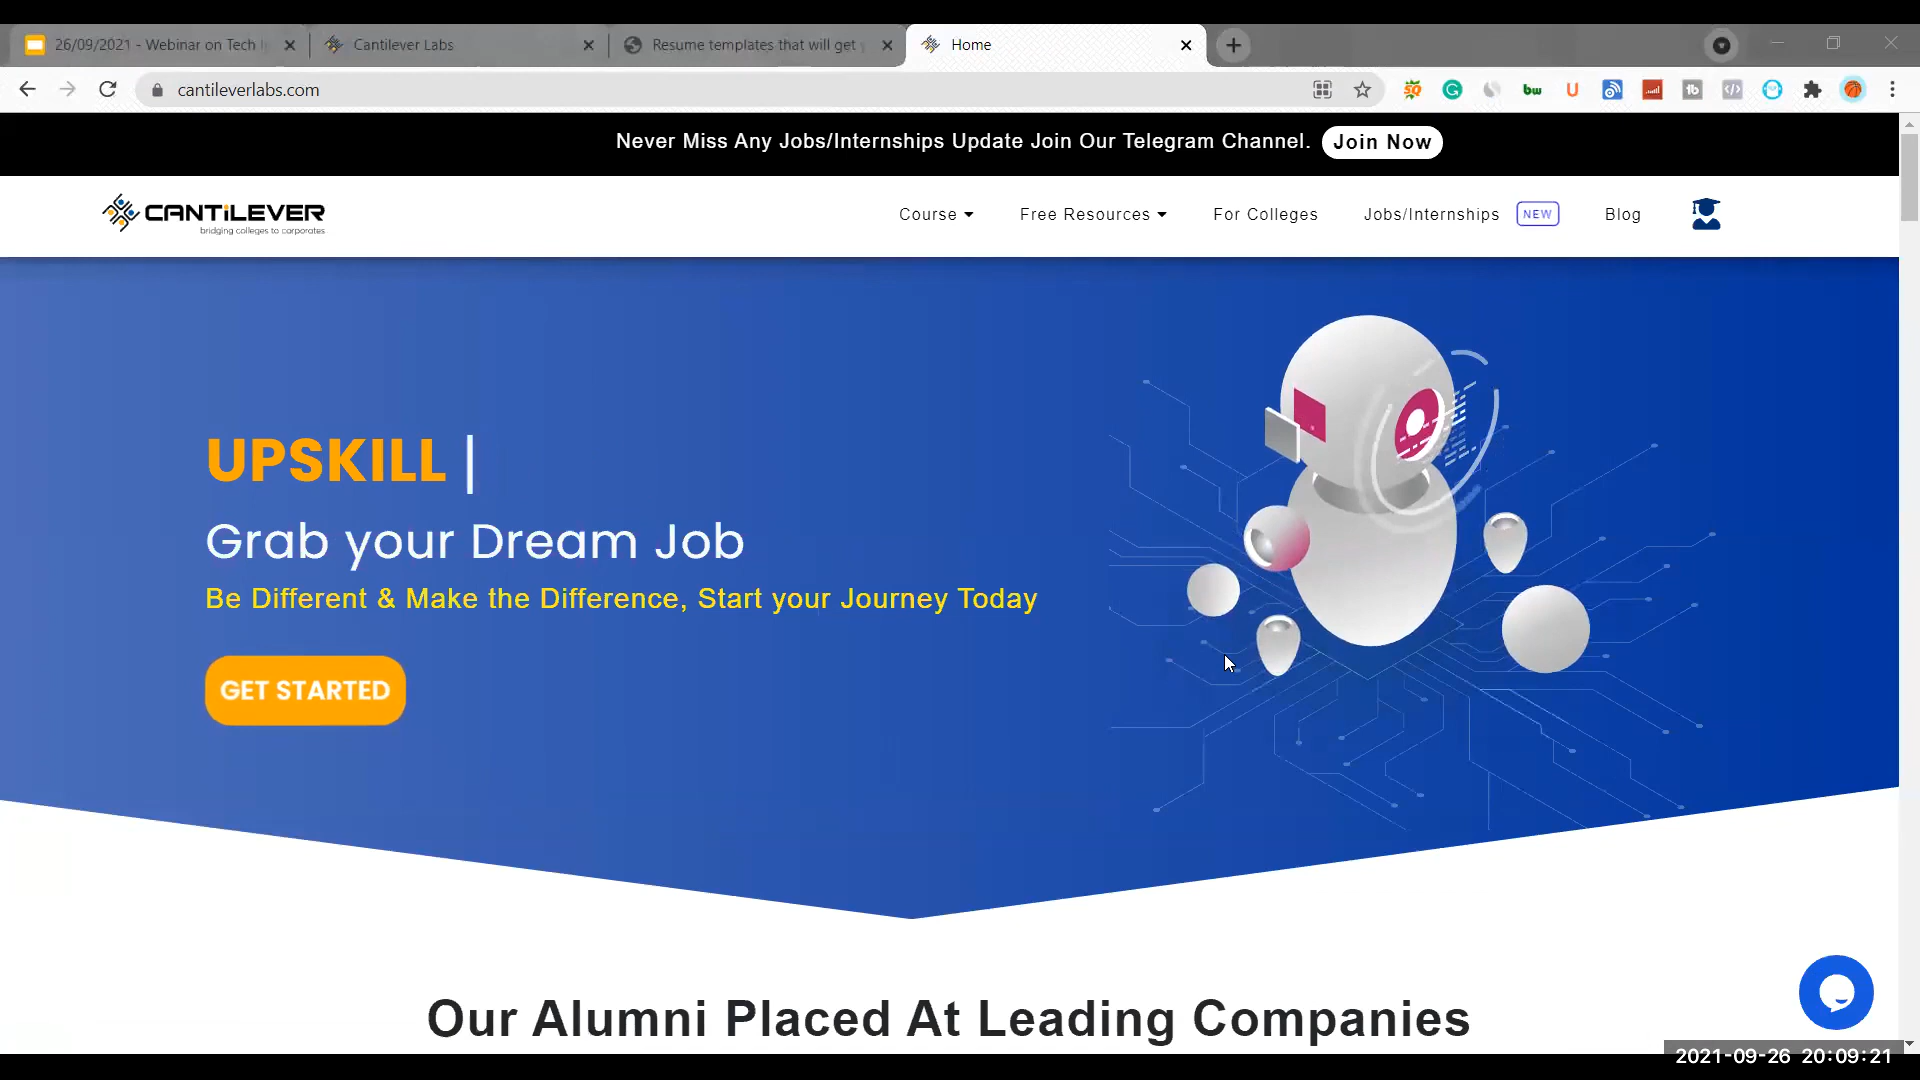 26/09/2021 - Webinar on Tech
Cantilever Labs
Resume templates that will get
Home
cantileverlabs.com
Never Miss Any Jobs/Internships Update Join Our Telegram Channel. Join Now
CANTiLEVER
bridging colleges to corporates
Course
Free Resources
For Colleges
Jobs/Internships NEW
Blog
UPSKILL |
Grab your Dream Job
Be Different & Make the Difference, Start your Journey Today
GET STARTED
Our Alumni Placed At Leading Companies
2021-09-26 20:09:21